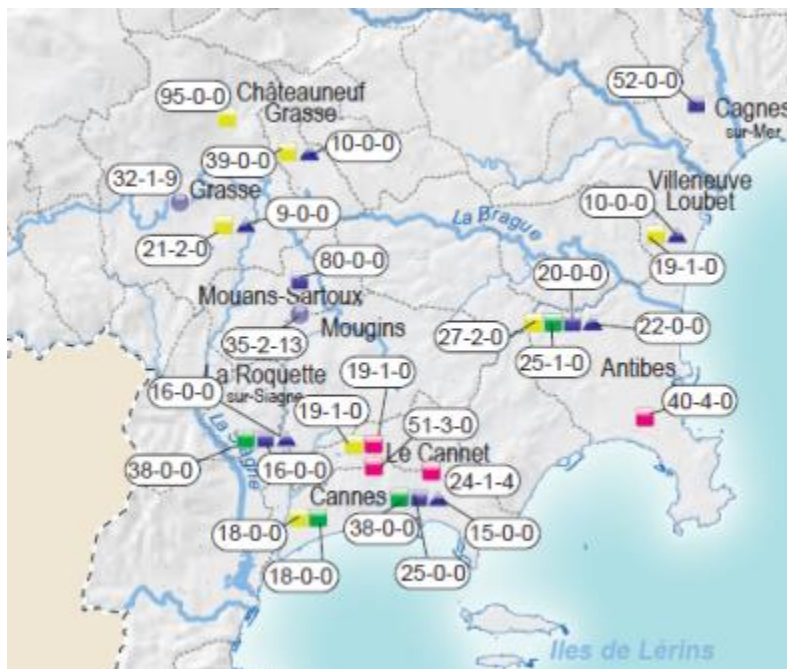 52-0-0
Cagnes
sur-Mer
95-0-0
Châteauneuf
Grasse
39-0-0
10-0-0
32-1-9
Grasse
Villeneuve
Loubet
10-0-0
19-1-0
La Brague
21-2-0
9-0-0
80-0-0
Mouans-Sartoux
Mougins
35-2-13
20-0-0
27-2-0
22-0-0
25-1-0
Antibes
40-4-0
La Roquette
sur-Siagne
16-0-0
19-1-0
19-1-0
51-3-0
La Siagne
Le Cannet
24-1-4
38-0-0
16-0-0
Cannes
38-0-0
15-0-0
18-0-0
18-0-0
25-0-0
Iles de Lérins